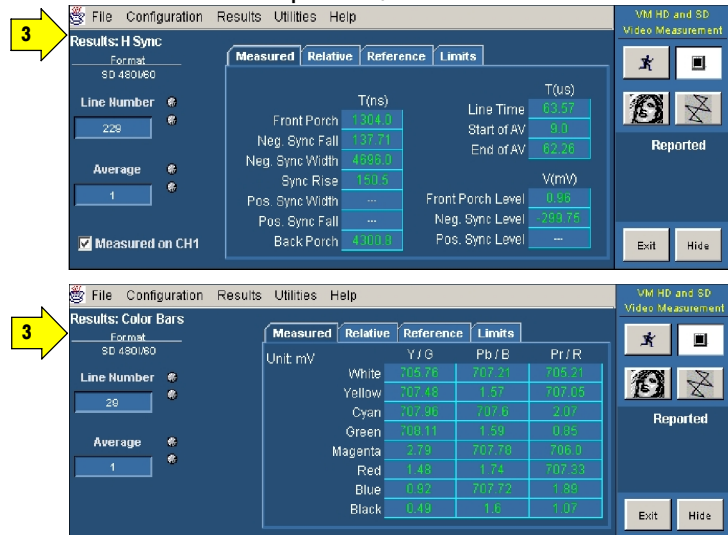 File Configuration Results Utilities Help
VM HD and SD
Video Measurement
3
Results: H Sync
Format
SD 480i/60
Measured Relative Reference Limits
Line Number
229
Average
1
Measured on CH1
T(ns)
Front Porch 1304.0
Neg. Sync Fall 137.71
Neg. Sync Width 4696.0
Sync Rise 150.5
Pos. Sync Width ---
Pos. Sync Fall ---
Back Porch 4300.8
T(us)
Line Time 63.57
Start of AV 9.0
End of AV 62.26
V(mV)
Front Porch Level 0.96
Neg. Sync Level -299.75
Pos. Sync Level ---
Reported
Exit Hide
File Configuration Results Utilities Help
VM HD and SD
Video Measurement
3
Results: Color Bars
Format
SD 480i/60
Measured Relative Reference Limits
Line Number
29
Average
1
Unit: mV Y / G Pb / B Pr / R
White 705.76 707.21 705.21
Yellow 707.48 1.57 707.05
Cyan 707.96 707.6 2.07
Green 708.11 1.59 0.85
Magenta 2.79 707.78 706.0
Red 1.48 1.74 707.33
Blue 0.92 707.72 1.89
Black 0.49 1.6 1.07
Reported
Exit Hide